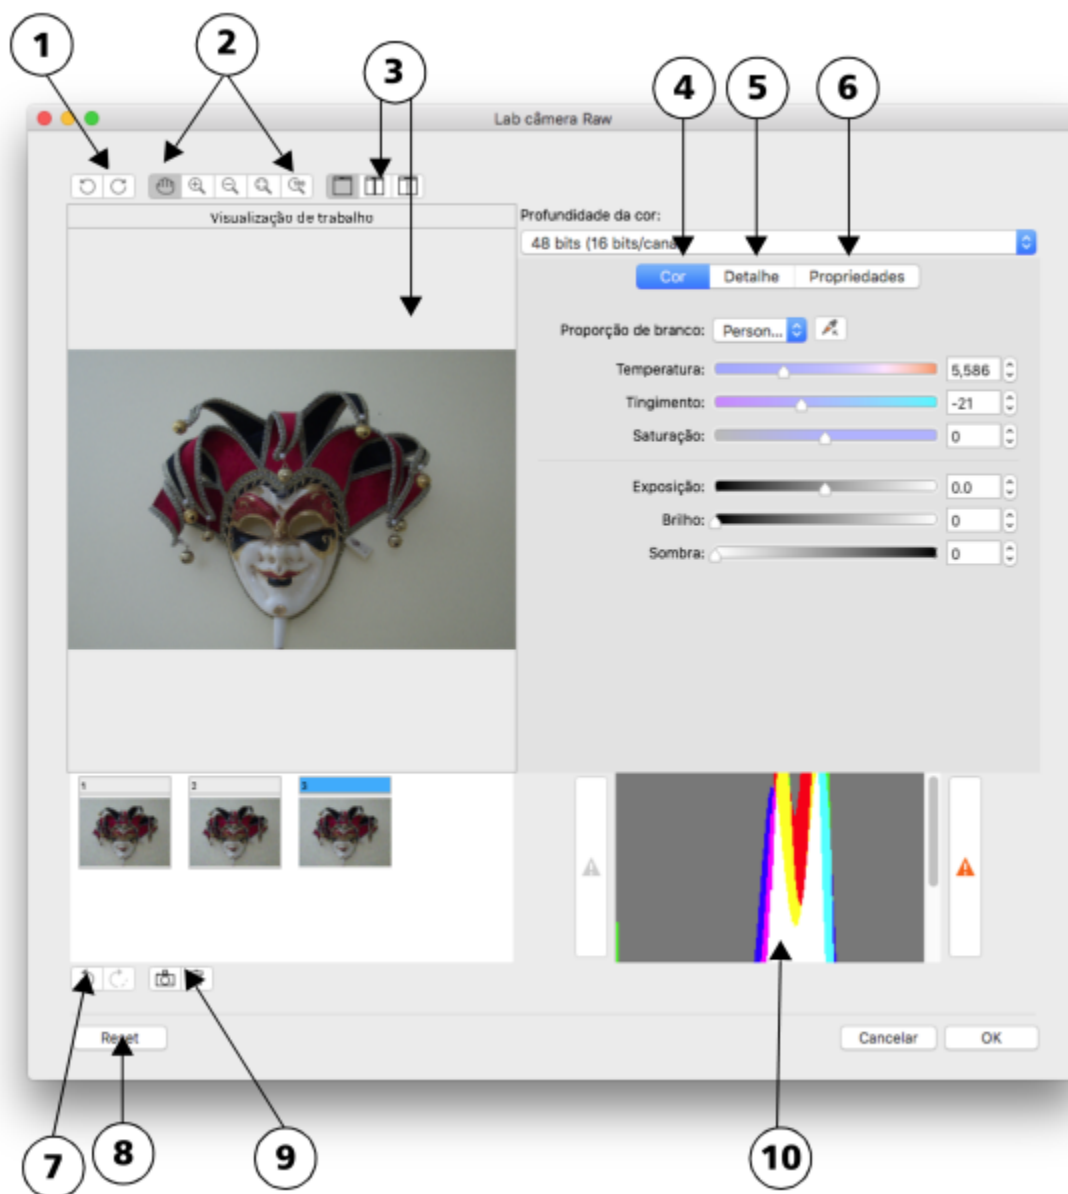 1
2
3
4
5
6
Lab câmera Raw
Visualização de trabalho
Profundidade da cor:
48 bits (16 bits/cana
Cor
Detalhe
Propriedades
Proporção de branco:
Person...
Temperatura:
5,586
Tingimento:
-21
Saturação:
0
Exposição:
0.0
Brilho:
0
Sombra:
0
1
2
3
Reset
Cancelar
OK
7
8
9
10